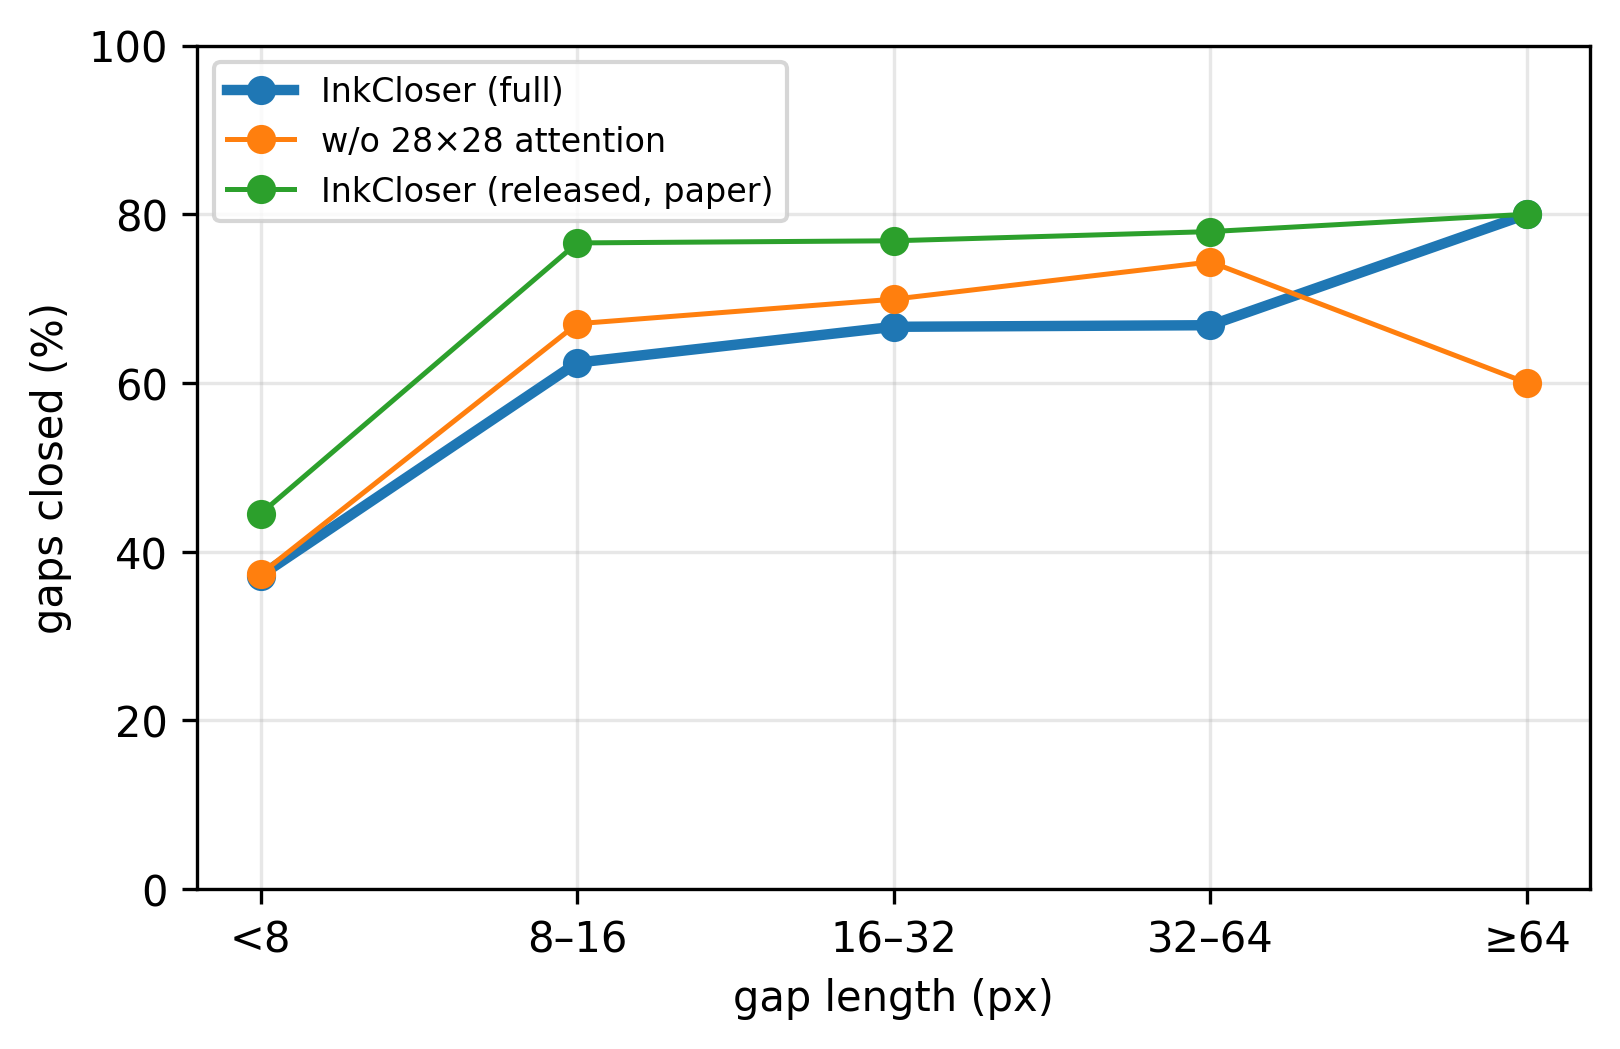 100
80
60
40
20
0
gaps closed (%)
InkCloser (full)
w/o 28×28 attention
InkCloser (released, paper)
<8 8–16 16–32 32–64 ≥64
gap length (px)